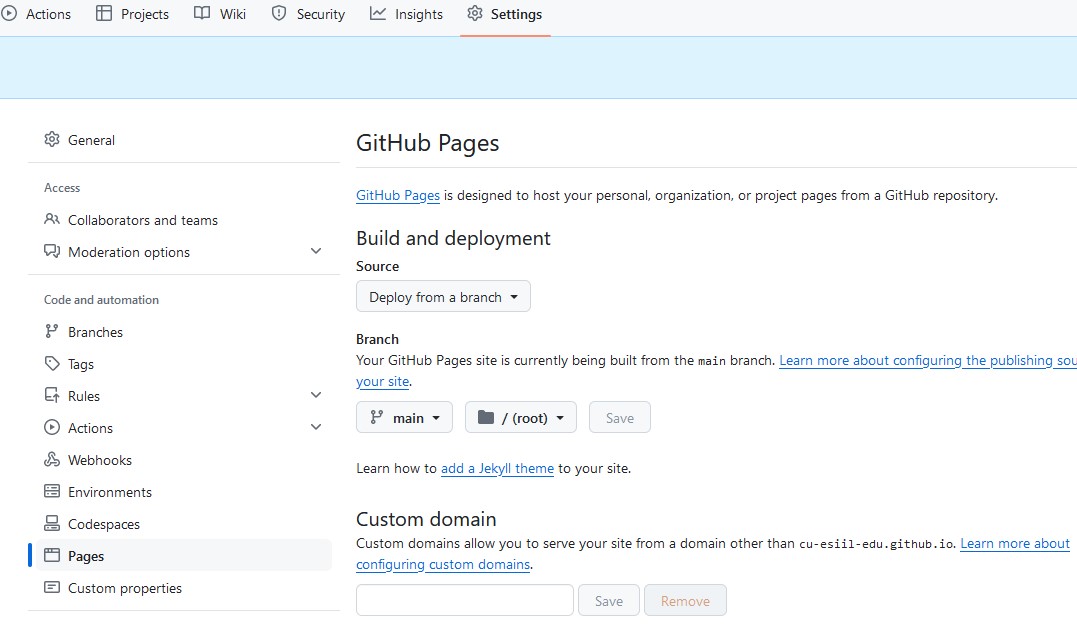 Actions Projects Wiki Security Insights Settings
General
Access
Collaborators and teams
Moderation options
Code and automation
Branches
Tags
Rules
Actions
Webhooks
Environments
Codespaces
Pages
Custom properties
GitHub Pages
GitHub Pages is designed to host your personal, organization, or project pages from a GitHub repository.
Build and deployment
Source
Deploy from a branch
Branch
Your GitHub Pages site is currently being built from the main branch. Learn more about configuring the publishing
your site.
main / (root) Save
Learn how to add a Jekyll theme to your site.
Custom domain
Custom domains allow you to serve your site from a domain other than cu-esiil-edu.github.io. Learn more about
configuring custom domains.
Save Remove